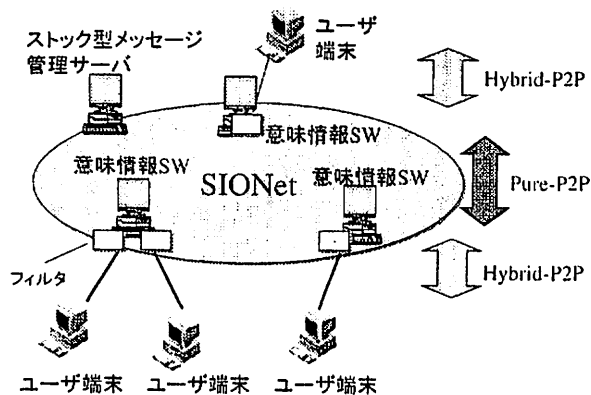 ストック型メッセージ
管理サーバ
ユーザ
端末
Hybrid-P2P
意味情報SW
意味情報SW
SIONet
意味情報SW
Pure-P2P
フィルタ
Hybrid-P2P
ユーザ端末
ユーザ端末
ユーザ端末